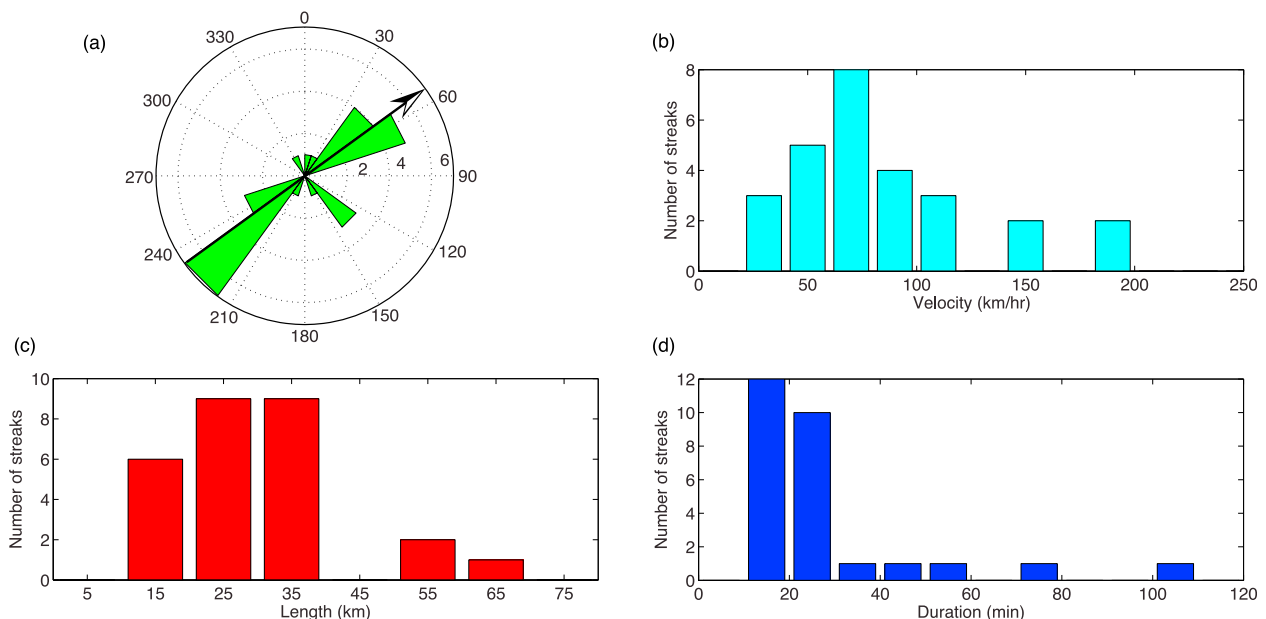 (a)
0
30
60
90
120
150
180
210
240
270
300
330
2
4
6
(b)
Number of streaks
8
6
4
2
0
0 50 100 150 200 250
Velocity (km/hr)
(c)
Number of streaks
10
8
6
4
2
0
5 15 25 35 45 55 65 75
Length (km)
(d)
Number of streaks
12
10
8
6
4
2
0
0 20 40 60 80 100 120
Duration (min)